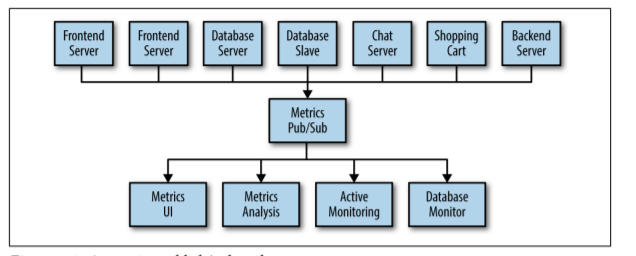 Frontend
Server
Frontend
Server
Database
Server
Database
Slave
Chat
Server
Shopping
Cart
Backend
Server
Metrics
Pub/Sub
Metrics
UI
Metrics
Analysis
Active
Monitoring
Database
Monitor